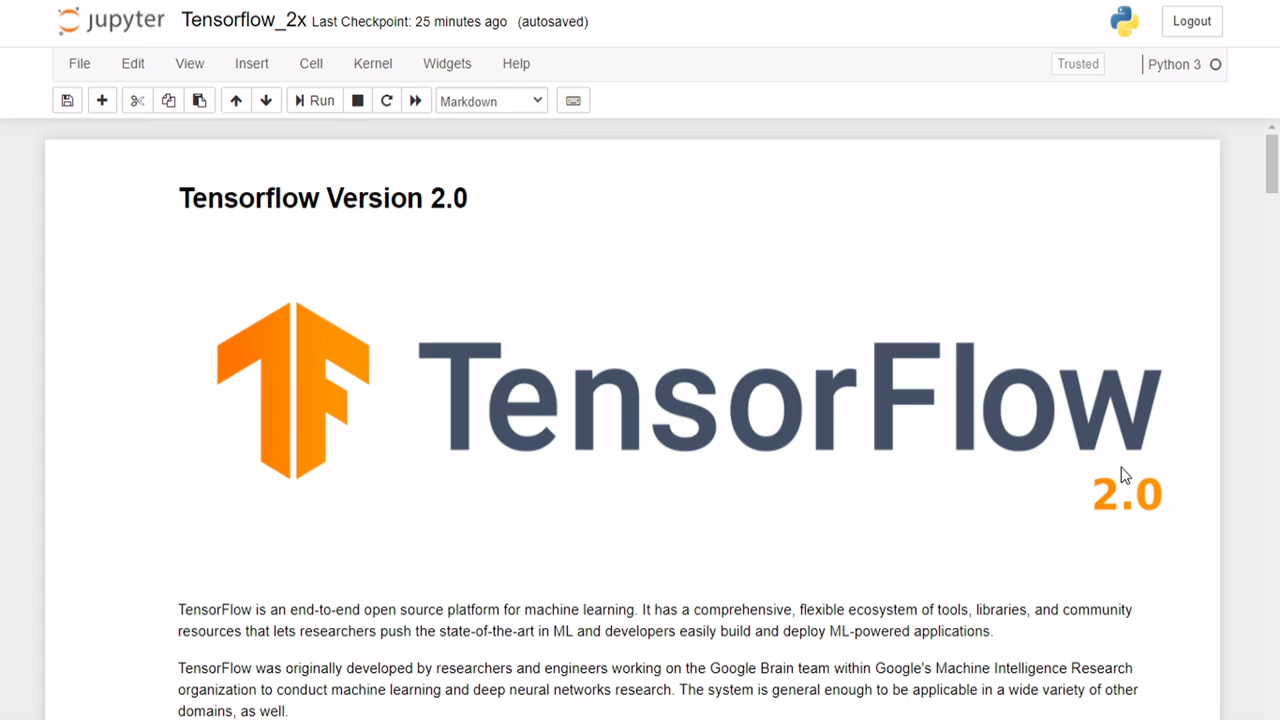 jupyter Tensorflow_2x Last Checkpoint: 25 minutes ago (autosaved) Logout
File Edit View Insert Cell Kernel Widgets Help Trusted Python 3
Run Markdown
Tensorflow Version 2.0
TensorFlow
2.0
TensorFlow is an end-to-end open source platform for machine learning. It has a comprehensive, flexible ecosystem of tools, libraries, and community
resources that lets researchers push the state-of-the-art in ML and developers easily build and deploy ML-powered applications.
TensorFlow was originally developed by researchers and engineers working on the Google Brain team within Google's Machine Intelligence Research
organization to conduct machine learning and deep neural networks research. The system is general enough to be applicable in a wide variety of other
domains, as well.